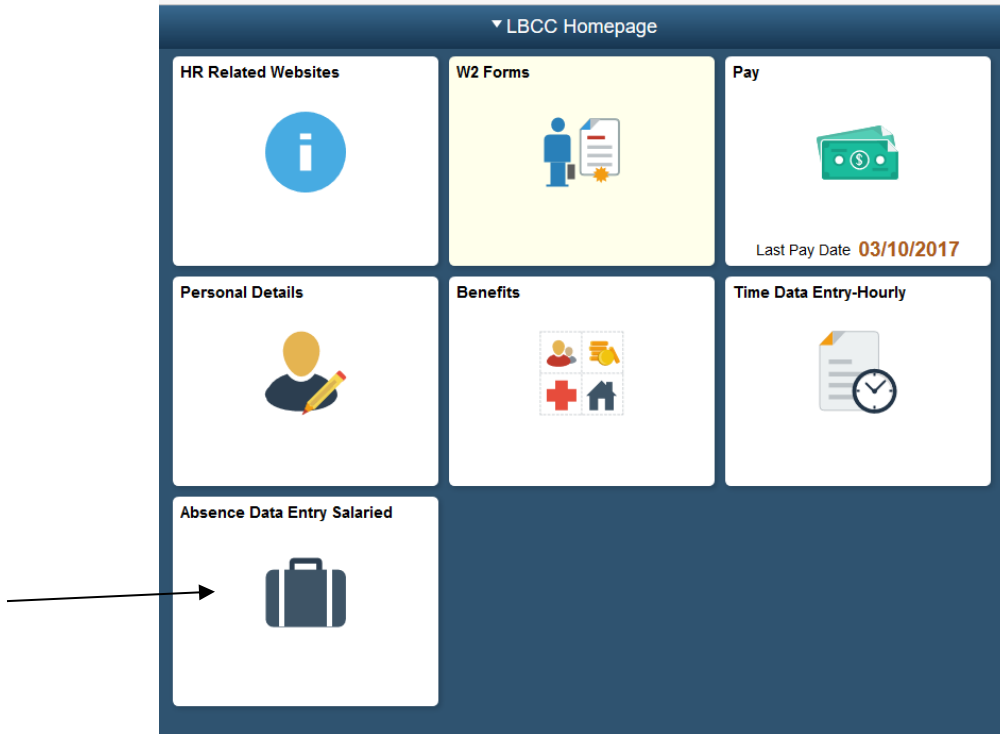 LBCC Homepage
HR Related Websites
W2 Forms
Pay
Last Pay Date 03/10/2017
Personal Details
Benefits
Time Data Entry-Hourly
Absence Data Entry Salaried